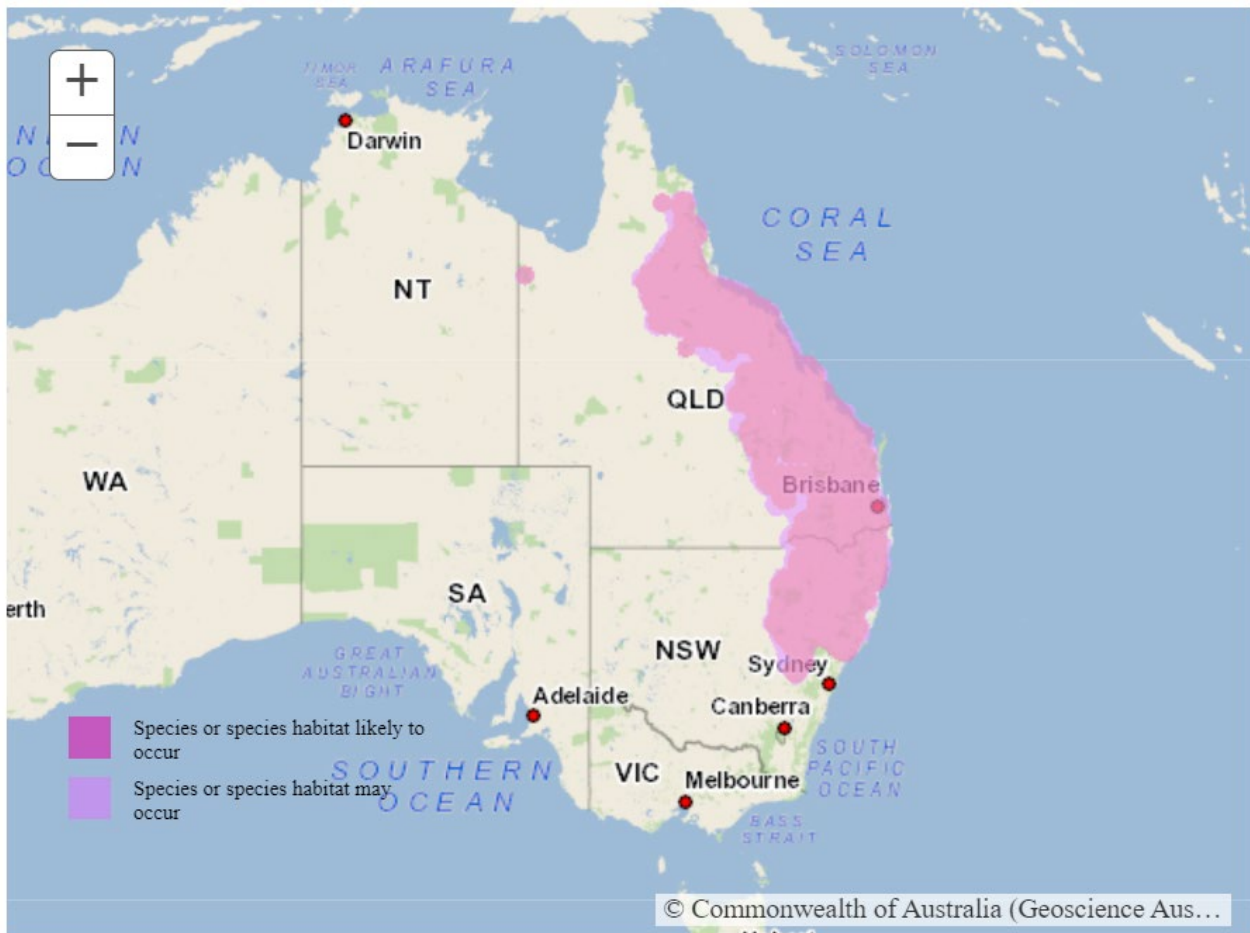 +
−
TIMOR
SEA
ARAFURA
SEA
SOLOMON
SEA
Darwin
CORAL
SEA
NT
QLD
WA
Brisbane
SA
erth
NSW
GREAT
AUSTRALIAN
BIGHT
Sydney
Adelaide
Canberra
Species or species habitat likely to
occur
SOUTHERN
OCEAN
VIC
Melbourne
SOUTH
PACIFIC
OCEAN
Species or species habitat may
occur
BASS
STRAIT
© Commonwealth of Australia (Geoscience Aus…